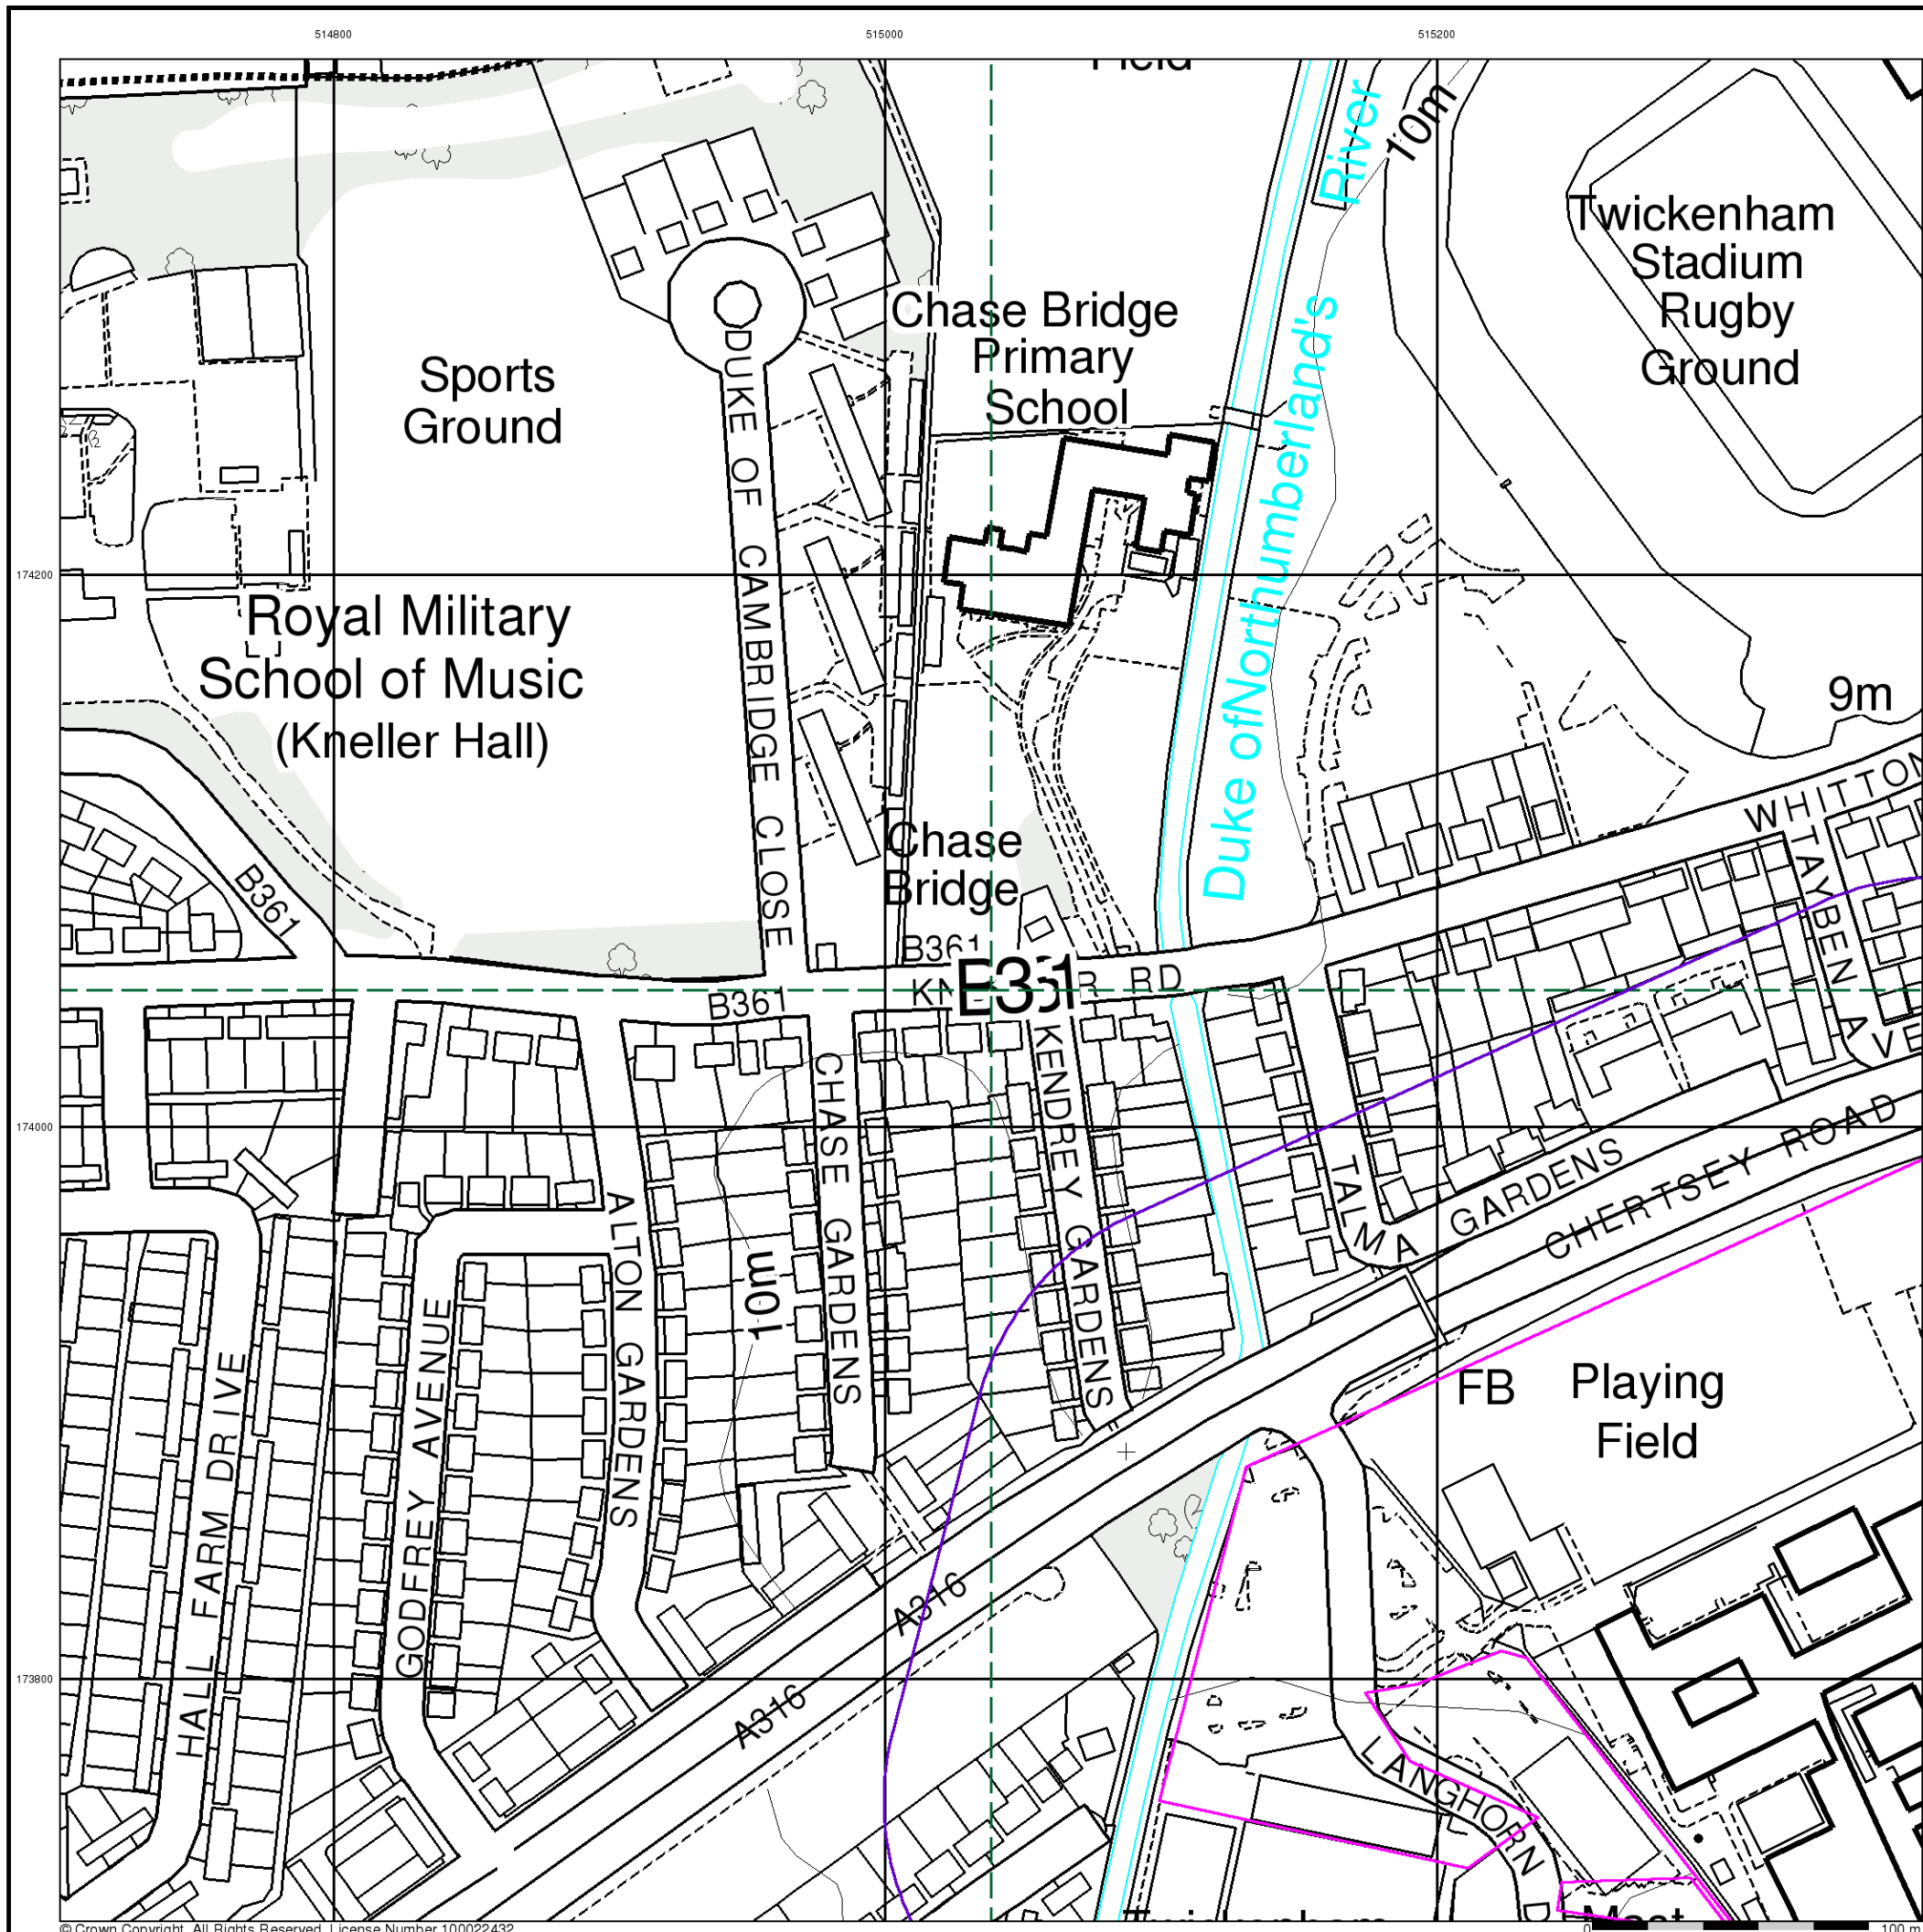 514800
515000
515200
Field
River
10m
Twickenham
Stadium
Rugby
Ground
Chase Bridge
Primary
School
Sports
Ground
DUKE OF CAMBRIDGE CLOSE
Duke of Northumberland's
174200
Royal Military
School of Music
(Kneller Hall)
9m
WHITTON
TAYBEN AVE
Chase
Bridge
B361
B361
B361
RD
KENDREY GARDENS
CHASE GARDENS
174000
TALMA GARDENS
CHERTSEY ROAD
ALTON GARDENS
10m
GODFREY AVENUE
HALL FARM DRIVE
FB
Playing
Field
A316
A316
173800
LANGHORN D
Twickenham
Mast
© Crown Copyright. All Rights Reserved. License Number 100022432
0
100 m